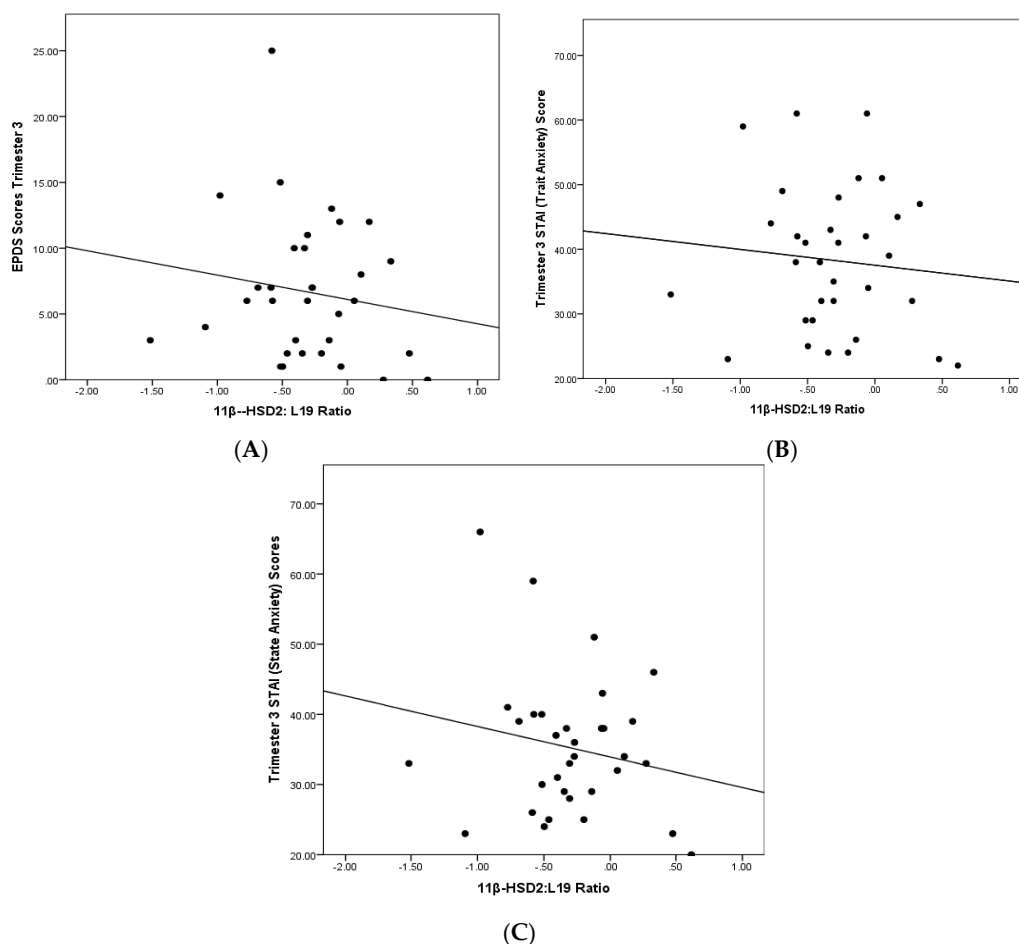 EPDS Scores Trimester 3
25.00
20.00
15.00
10.00
5.00
.00
-2.00 -1.50 -1.00 -.50 .00 .50 1.00
11β--HSD2: L19 Ratio
(A)
Trimester 3 STAI (Trait Anxiety) Score
70.00
60.00
50.00
40.00
30.00
20.00
-2.00 -1.50 -1.00 -.50 .00 .50 1.00
11β-HSD2:L19 Ratio
(B)
Trimester 3 STAI (State Anxiety) Scores
70.00
60.00
50.00
40.00
30.00
20.00
-2.00 -1.50 -1.00 -.50 .00 .50 1.00
11β-HSD2:L19 Ratio
(C)